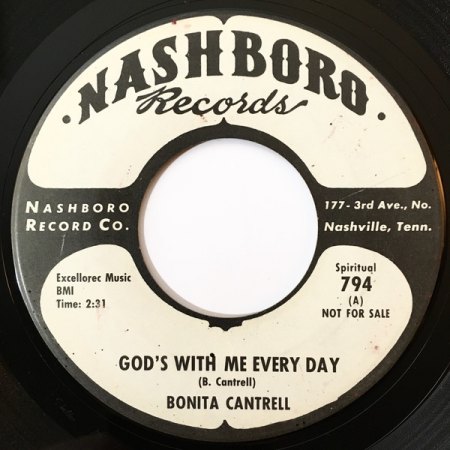 NASHBORO
Records
NASHBORO
RECORD CO.
177-3rd Ave., No.
Nashville, Tenn.
Excellorec Music
BMI
Time: 2:31
Spiritual
794
(A)
NOT FOR SALE
GOD'S WITH ME EVERY DAY
(B. Cantrell)
BONITA CANTRELL